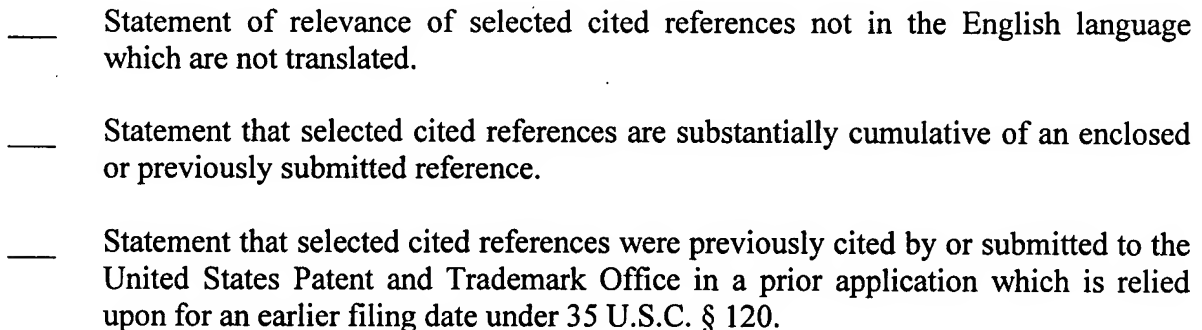 Statement of relevance of selected cited references not in the English language
which are not translated.
Statement that selected cited references are substantially cumulative of an enclosed
or previously submitted reference.
Statement that selected cited references were previously cited by or submitted to the
United States Patent and Trademark Office in a prior application which is relied
upon for an earlier filing date under 35 U.S.C. § 120.